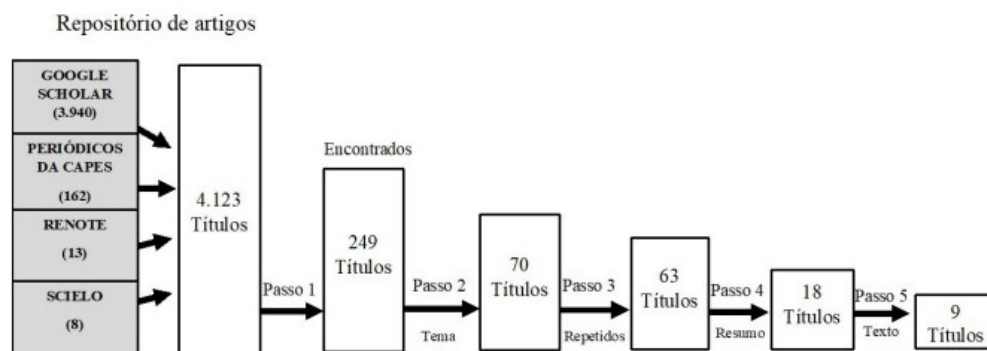 Repositório de artigos
GOOGLE
SCHOLAR
(3.940)
PERIÓDICOS
DA CAPES
(162)
RENOTE
(13)
SCIELO
(8)
4.123
Títulos
Passo 1
Encontrados
249
Títulos
Passo 2
Tema
70
Títulos
Passo 3
Repetidos
63
Títulos
Passo 4
Resumo
18
Títulos
Passo 5
Texto
9
Títulos